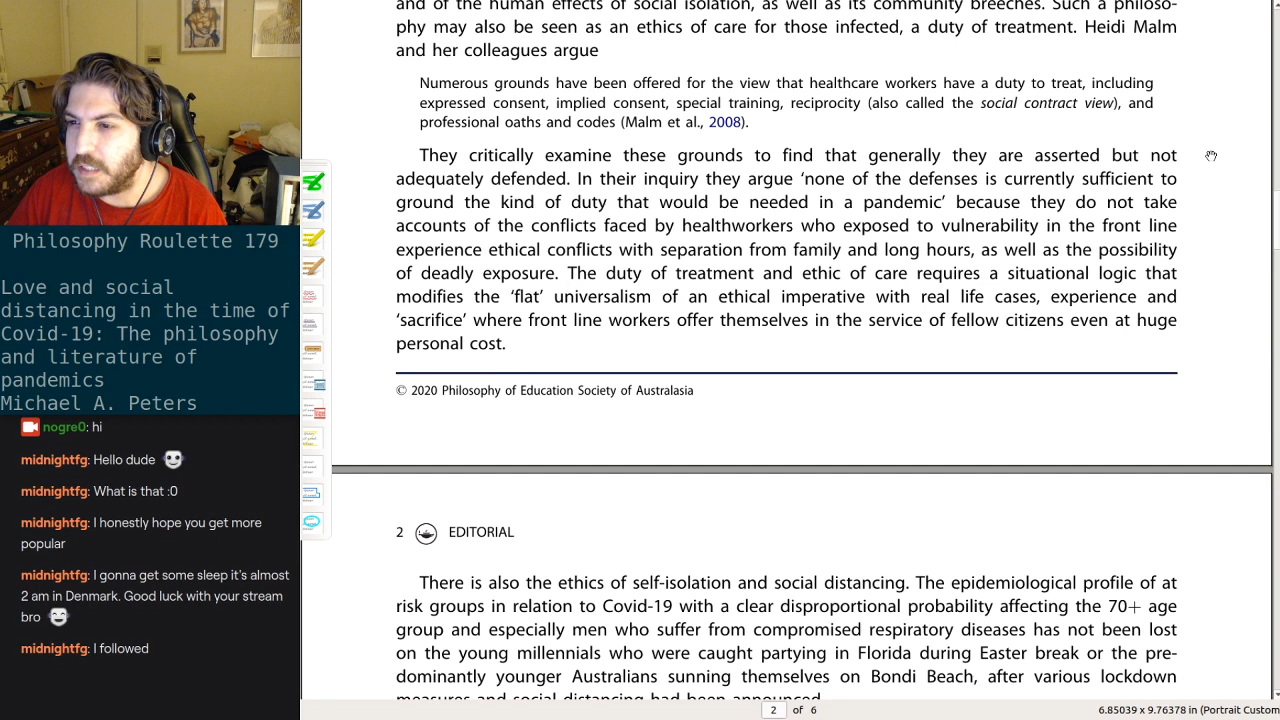 and of the human effects of social isolation, as well as its community breeches. Such a philoso-
phy may also be seen as an ethics of care for those infected, a duty of treatment. Heidi Malm
and her colleagues argue
Numerous grounds have been offered for the view that healthcare workers have a duty to treat, including
expressed consent, implied consent, special training, reciprocity (also called the social contract view), and
professional oaths and codes (Malm et al., 2008).
They critically examine these grounds to find that generally they are asserted but not
adequately defended. In their inquiry they argue ‘none of the defenses is currently sufficient to
ground the kind of duty that would be needed in a pandemic’ because they do not take
accounts of the conflicts faced by healthcare workers who exposed to vulnerability in the front line
experience ethical conflicts with separation from family and long hours, as well as the possibility
of deadly exposure. The duty of treatment and ethic of care requires a situational logic that
modifies the ‘flat’ universalism of an ethical imperative with real life cases, experience and
‘sacrifice’ made from the workers offer themselves in the service of fellow citizens often at huge
personal cost.
© 2020 Philosophy of Education Society of Australasia
2 EDITORIAL
There is also the ethics of self-isolation and social distancing. The epidemiological profile of at
risk groups in relation to Covid-19 with a clear disproportional probability affecting the 70+ age
group and especially men who suffer from compromised respiratory diseases has not been lost
on the young millennials who were caught partying in Florida during Easter break or the pre-
dominantly younger Australians sunning themselves on Bondi Beach, after various lockdown
measures and social distancing had been announced.
2 of 6
6.85039 x 9.76378 in (Portrait Custom
Philosophy Roulette 179
Love and social
distancing in the time of
Covid-19: The philosophy
and literature of
pandemics
Michael A. Peters
nogre0: hi
midnightfg: Hello dude
midnightfg: What is that :0
midnightfg: I honestly hope you get more
popular
midnightfg: I gonna get some sleep it's almost
2 am in Denmark. Good luck with your stream
bro
midnightfg: I followed